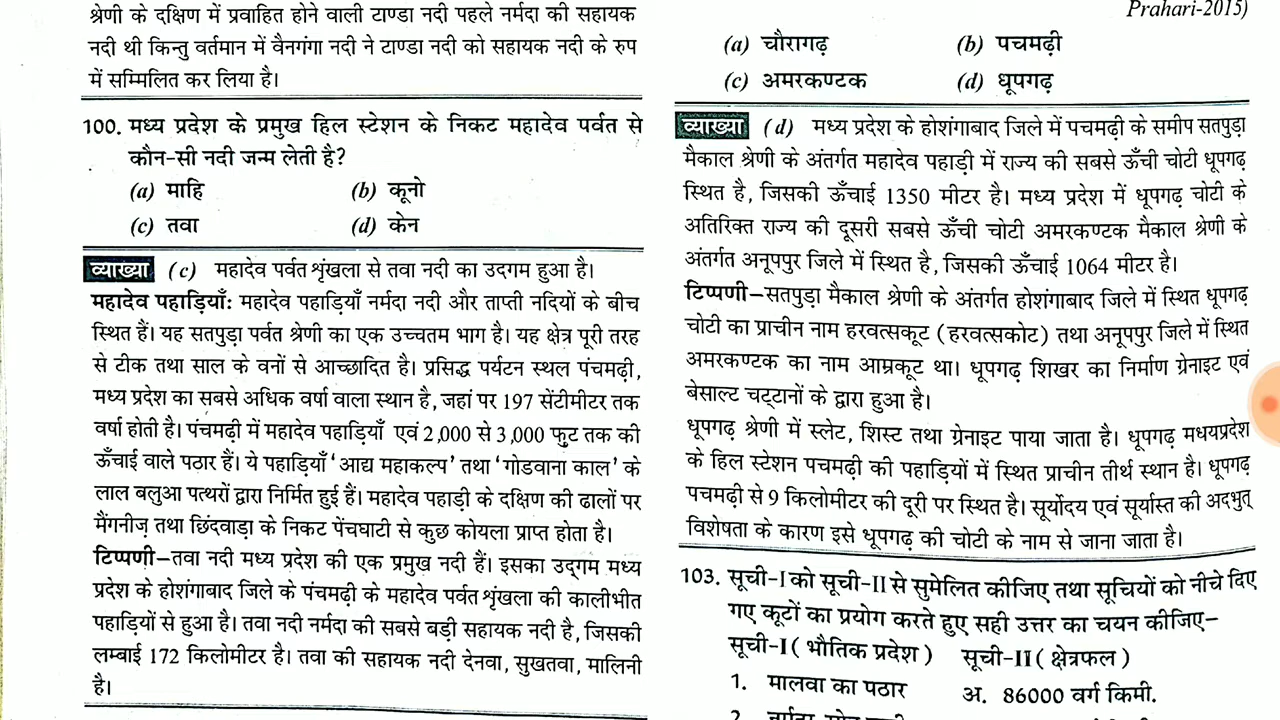 श्रेणी के दक्षिण में प्रवाहित होने वाली टाण्डा नदी पहले नर्मदा की सहायक
नदी थी किन्तु वर्तमान में वैनगंगा नदी ने टाण्डा नदी को सहायक नदी के रुप
में सम्मिलित कर लिया है।
100. मध्य प्रदेश के प्रमुख हिल स्टेशन के निकट महादेव पर्वत से
कौन-सी नदी जन्म लेती है?
(a) माहि (b) कूनो
(c) तवा (d) केन
व्याख्या (c) महादेव पर्वत शृंखला से तवा नदी का उदगम हुआ है।
महादेव पहाड़ियाँ: महादेव पहाड़ियाँ नर्मदा नदी और ताप्ती नदियों के बीच
स्थित हैं। यह सतपुड़ा पर्वत श्रेणी का एक उच्चतम भाग है। यह क्षेत्र पूरी तरह
से टीक तथा साल के वनों से आच्छादित है। प्रसिद्ध पर्यटन स्थल पंचमढ़ी,
मध्य प्रदेश का सबसे अधिक वर्षा वाला स्थान है, जहां पर 197 सेंटीमीटर तक
वर्षा होती है। पंचमढ़ी में महादेव पहाड़ियाँ एवं 2,000 से 3,000 फुट तक की
ऊँचाई वाले पठार हैं। ये पहाड़ियाँ 'आद्य महाकल्प' तथा 'गोडवाना काल' के
लाल बलुआ पत्थरों द्वारा निर्मित हुई हैं। महादेव पहाड़ी के दक्षिण की ढालों पर
मैंगनीज़ तथा छिंदवाड़ा के निकट पेंचघाटी से कुछ कोयला प्राप्त होता है।
टिप्पणी–तवा नदी मध्य प्रदेश की एक प्रमुख नदी हैं। इसका उद्‌गम मध्य
प्रदेश के होशंगाबाद जिले के पंचमढ़ी के महादेव पर्वत शृंखला की कालीभीत
पहाड़ियों से हुआ है। तवा नदी नर्मदा की सबसे बड़ी सहायक नदी है, जिसकी
लम्बाई 172 किलोमीटर है। तवा की सहायक नदी देनवा, सुखतवा, मालिनी
है।
Prahari-2015)
(a) चौरागढ़ (b) पचमढ़ी
(c) अमरकण्टक (d) धूपगढ़
व्याख्या (d) मध्य प्रदेश के होशंगाबाद जिले में पचमढ़ी के समीप सतपुड़ा
मैकाल श्रेणी के अंतर्गत महादेव पहाड़ी में राज्य की सबसे ऊँची चोटी धूपगढ़
स्थित है, जिसकी ऊँचाई 1350 मीटर है। मध्य प्रदेश में धूपगढ़ चोटी के
अतिरिक्त राज्य की दूसरी सबसे ऊँची चोटी अमरकण्टक मैकाल श्रेणी के
अंतर्गत अनूपपुर जिले में स्थित है, जिसकी ऊँचाई 1064 मीटर है।
टिप्पणी–सतपुड़ा मैकाल श्रेणी के अंतर्गत होशंगाबाद जिले में स्थित धूपगढ़
चोटी का प्राचीन नाम हरवत्सकूट (हरवत्सकोट) तथा अनूपपुर जिले में स्थित
अमरकण्टक का नाम आम्रकूट था। धूपगढ़ शिखर का निर्माण ग्रेनाइट एवं
बेसाल्ट चट्टानों के द्वारा हुआ है।
धूपगढ़ श्रेणी में स्लेट, शिस्ट तथा ग्रेनाइट पाया जाता है। धूपगढ़ मधयप्रदेश
के हिल स्टेशन पचमढ़ी की पहाड़ियों में स्थित प्राचीन तीर्थ स्थान है। धूपगढ़
पचमढ़ी से 9 किलोमीटर की दूरी पर स्थित है। सूर्योदय एवं सूर्यास्त की अदभुत्
विशेषता के कारण इसे धूपगढ़ की चोटी के नाम से जाना जाता है।
103. सूची-I को सूची-II से सुमेलित कीजिए तथा सूचियों को नीचे दिए
गए कूटों का प्रयोग करते हुए सही उत्तर का चयन कीजिए–
सूची-I ( भौतिक प्रदेश ) सूची-II ( क्षेत्रफल )
1. मालवा का पठार अ. 86000 वर्ग किमी.
2.